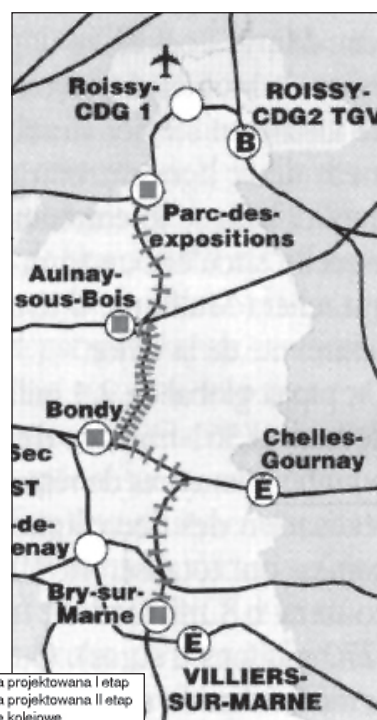 Roissy-
CDG 1
ROISSY-
CDG2 TGV
B
Parc-des-
expositions
Aulnay-
sous-Bois
Bondy
Sec
ST
Chelles-
Gournay
E
-de-
enay
Bry-sur-
Marne
E
VILLIERS-
SUR-MARNE
a projektowana I etap
a projektowana II etap
e kolejowe